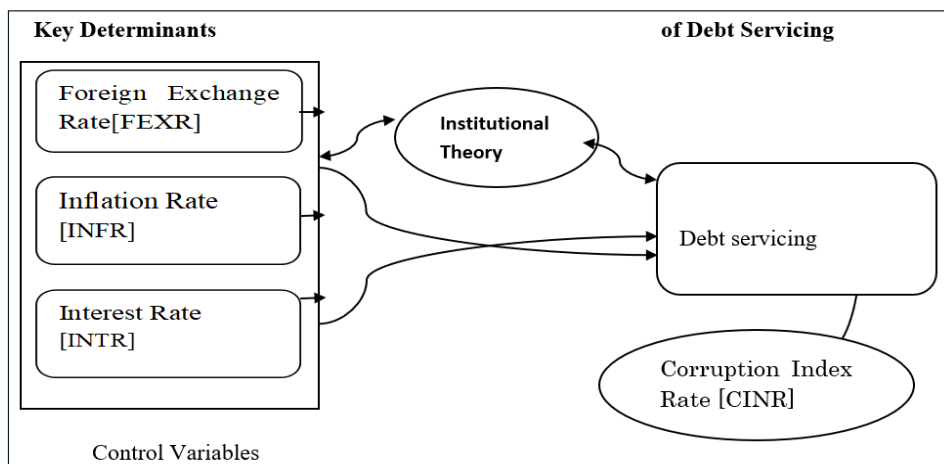 Key Determinants
of Debt Servicing
Foreign Exchange
Rate[FEXR]
Institutional
Theory
Inflation Rate
[INFR]
Debt servicing
Interest Rate
[INTR]
Corruption Index
Rate [CINR]
Control Variables